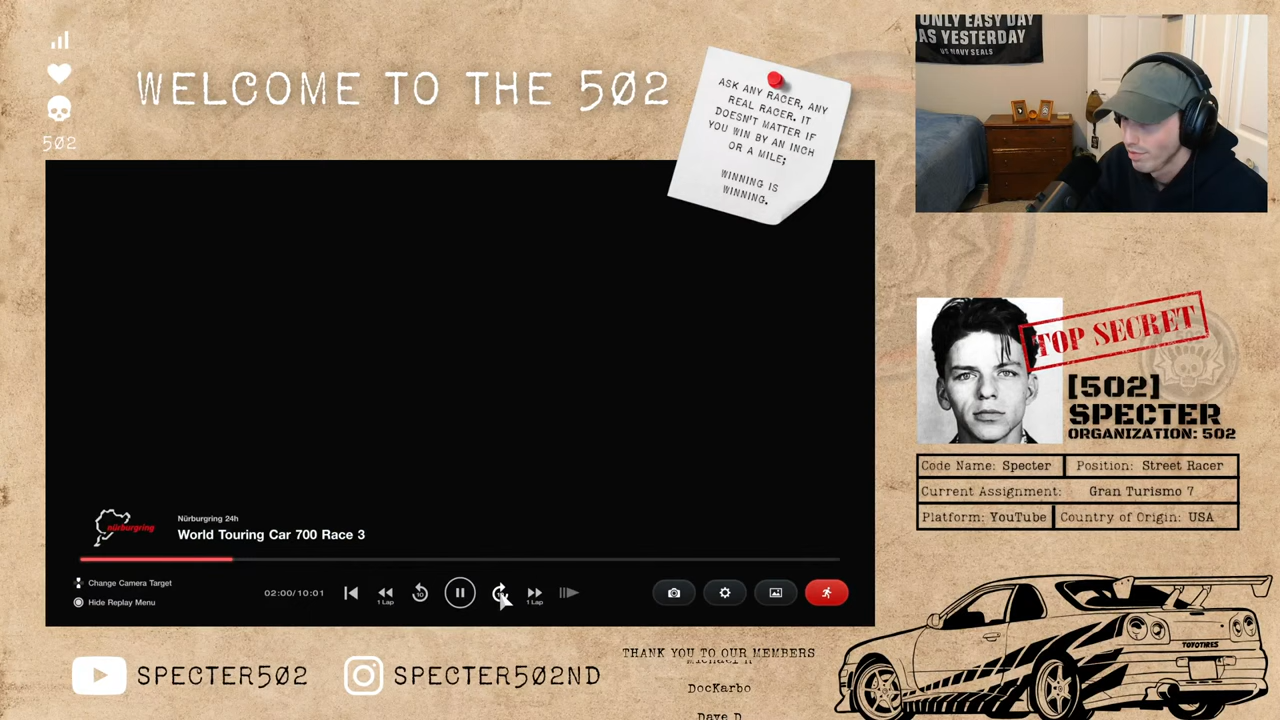 ONLY EASY DAY
AS YESTERDAY
US NAVY SEALS
WELCOME TO THE 502
502
ASK ANY RACER, ANY
REAL RACER. IT
DOESN'T MATTER IF
YOU WIN BY AN INCH
OR A MILE;
WINNING IS
WINNING.
nürburgring
Nürburgring 24h
World Touring Car 700 Race 3
Change Camera Target
Hide Replay Menu
02:00/10:01
1 Lap
10
1 Lap
TOP SECRET
[502]
SPECTER
ORGANIZATION: 502
Code Name: Specter
Position: Street Racer
Current Assignment: Gran Turismo 7
Platform: YouTube
Country of Origin: USA
SPECTER502
SPECTER502ND
THANK YOU TO OUR MEMBERS
DocKarbo
Dave D
TOYOTIRES